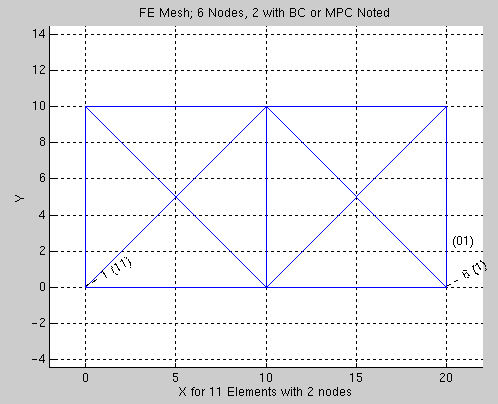 FE Mesh; 6 Nodes, 2 with BC or MPC Noted
14
12
10
8
6
4
2
0
-2
-4
Y
(01)
- 1 (11)
- 6 (1)
0 5 10 15 20
X for 11 Elements with 2 nodes